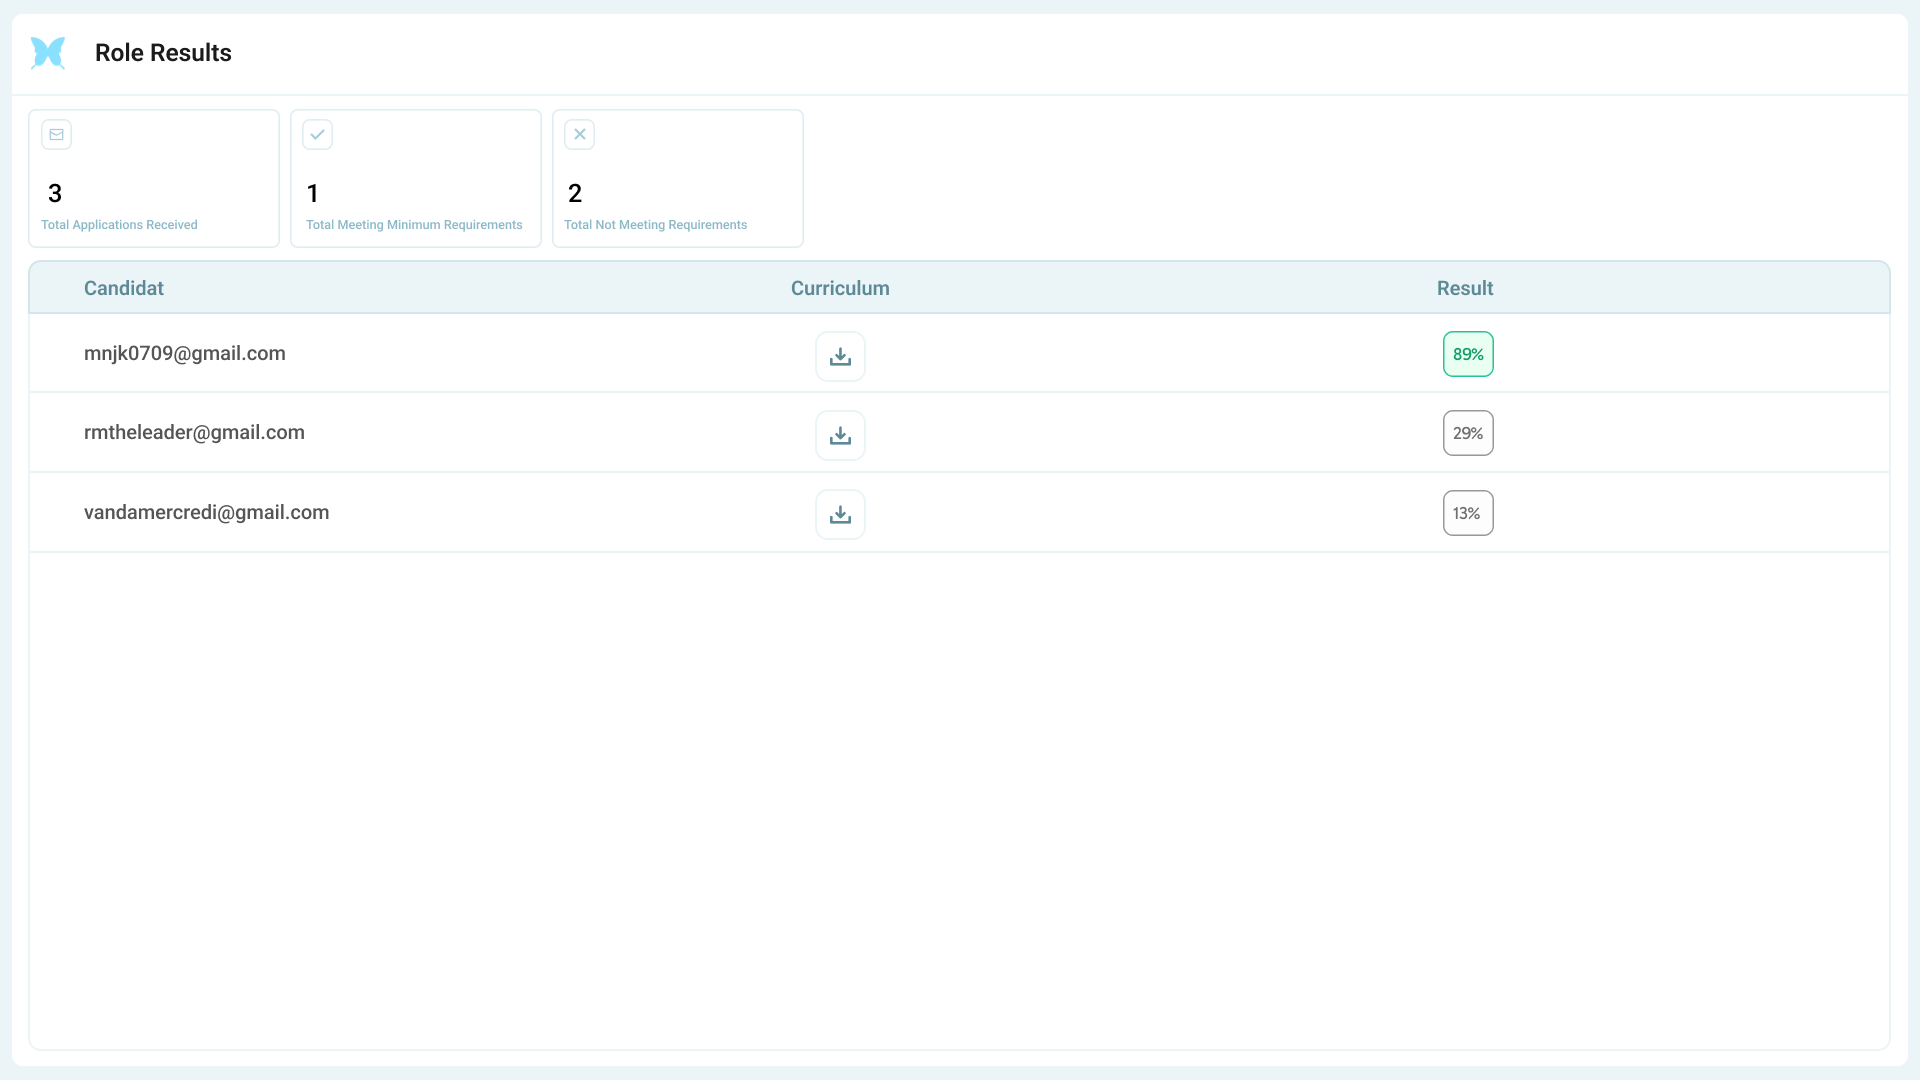 Role Results
3
Total Applications Received
1
Total Meeting Minimum Requirements
2
Total Not Meeting Requirements
Candidat Curriculum Result
mnjk0709@gmail.com 89%
rmtheleader@gmail.com 29%
vandamercredi@gmail.com 13%